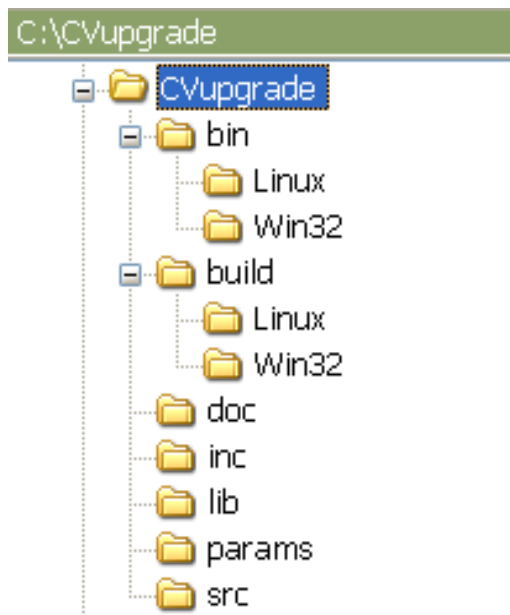 C:\CVupgrade
CVupgrade
bin
Linux
Win32
build
Linux
Win32
doc
inc
lib
params
src